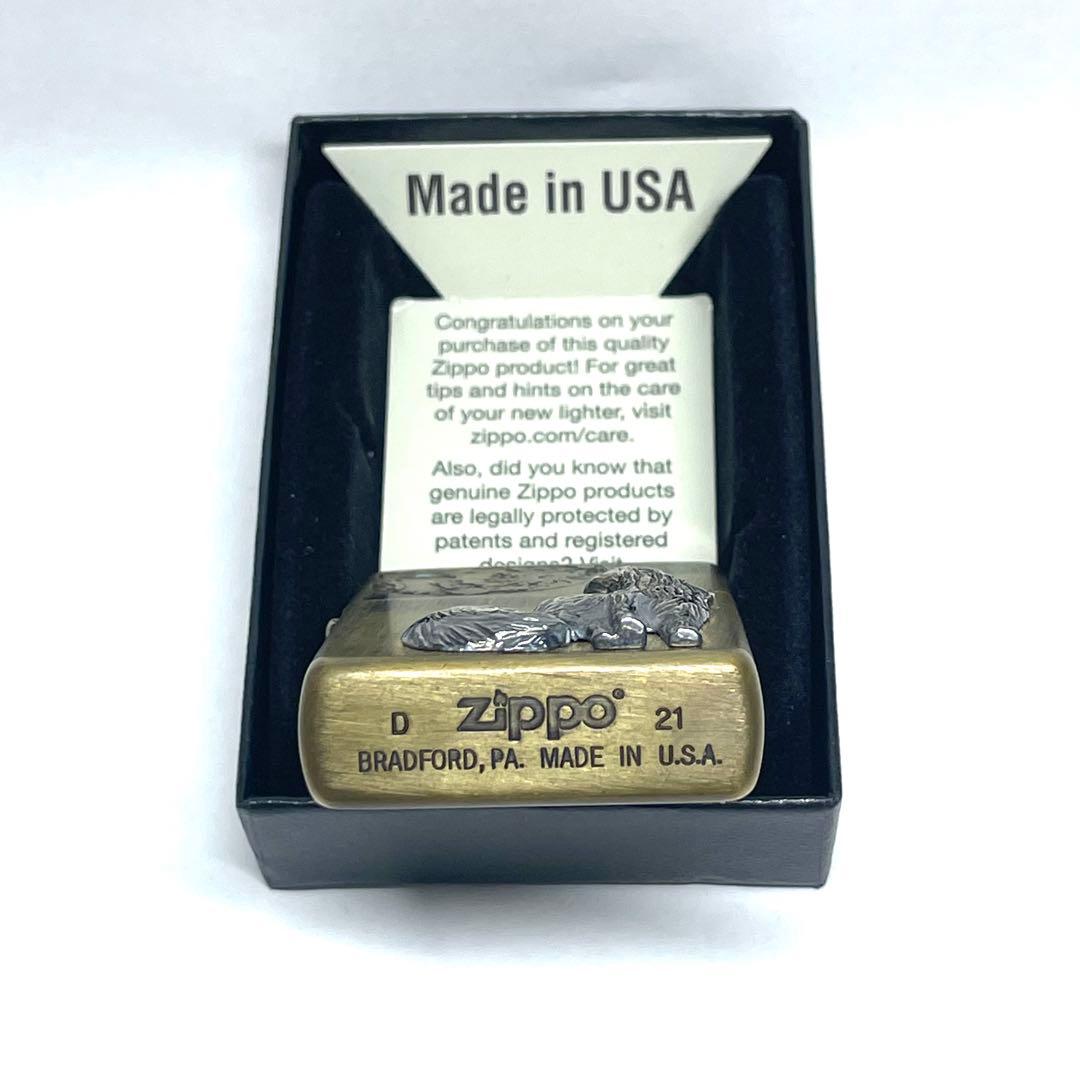 Made in USA
Congratulations on your
purchase of this quality
Zippo product! For great
tips and hints on the care
of your new lighter, visit
zippo.com/care.
Also, did you know that
genuine Zippo products
are legally protected by
patents and registered
designs? Visit
D zippo® 21
BRADFORD, PA. MADE IN U.S.A.